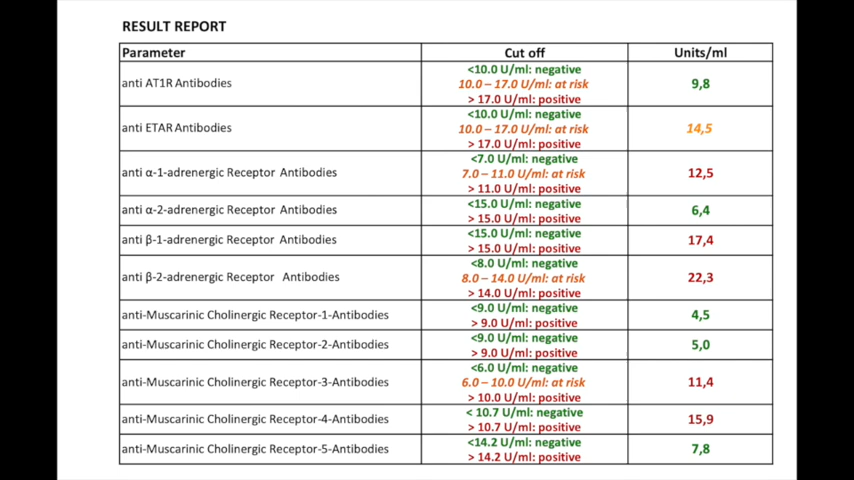 RESULT REPORT
Parameter Cut off Units/ml
anti AT1R Antibodies
<10.0 U/ml: negative
10.0 – 17.0 U/ml: at risk
> 17.0 U/ml: positive
9,8
anti ETAR Antibodies
<10.0 U/ml: negative
10.0 – 17.0 U/ml: at risk
> 17.0 U/ml: positive
14,5
anti α-1-adrenergic Receptor Antibodies
<7.0 U/ml: negative
7.0 – 11.0 U/ml: at risk
> 11.0 U/ml: positive
12,5
anti α-2-adrenergic Receptor Antibodies
<15.0 U/ml: negative
> 15.0 U/ml: positive
6,4
anti β-1-adrenergic Receptor Antibodies
<15.0 U/ml: negative
> 15.0 U/ml: positive
17,4
anti β-2-adrenergic Receptor Antibodies
<8.0 U/ml: negative
8.0 – 14.0 U/ml: at risk
> 14.0 U/ml: positive
22,3
anti-Muscarinic Cholinergic Receptor-1-Antibodies
<9.0 U/ml: negative
> 9.0 U/ml: positive
4,5
anti-Muscarinic Cholinergic Receptor-2-Antibodies
<9.0 U/ml: negative
> 9.0 U/ml: positive
5,0
anti-Muscarinic Cholinergic Receptor-3-Antibodies
<6.0 U/ml: negative
6.0 – 10.0 U/ml: at risk
> 10.0 U/ml: positive
11,4
anti-Muscarinic Cholinergic Receptor-4-Antibodies
< 10.7 U/ml: negative
> 10.7 U/ml: positive
15,9
anti-Muscarinic Cholinergic Receptor-5-Antibodies
<14.2 U/ml: negative
> 14.2 U/ml: positive
7,8